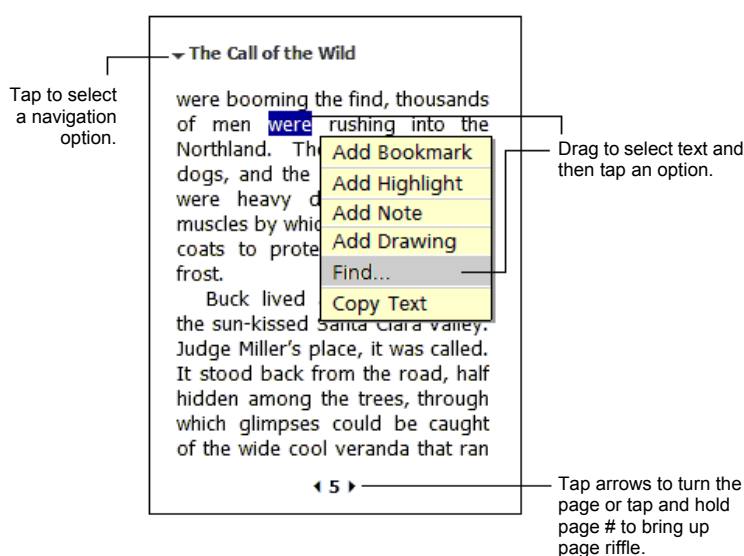 The Call of the Wild
Tap to select
a navigation
option.
were booming the find, thousands
of men were rushing into the
Northland. The
dogs, and the
were heavy d
muscles by whic
coats to prote
frost.
Add Bookmark
Add Highlight
Add Note
Add Drawing
Find...
Copy Text
Drag to select text and
then tap an option.
Buck lived
the sun-kissed Santa Clara Valley.
Judge Miller's place, it was called.
It stood back from the road, half
hidden among the trees, through
which glimpses could be caught
of the wide cool veranda that ran
5
Tap arrows to turn the
page or tap and hold
page # to bring up
page riffle.